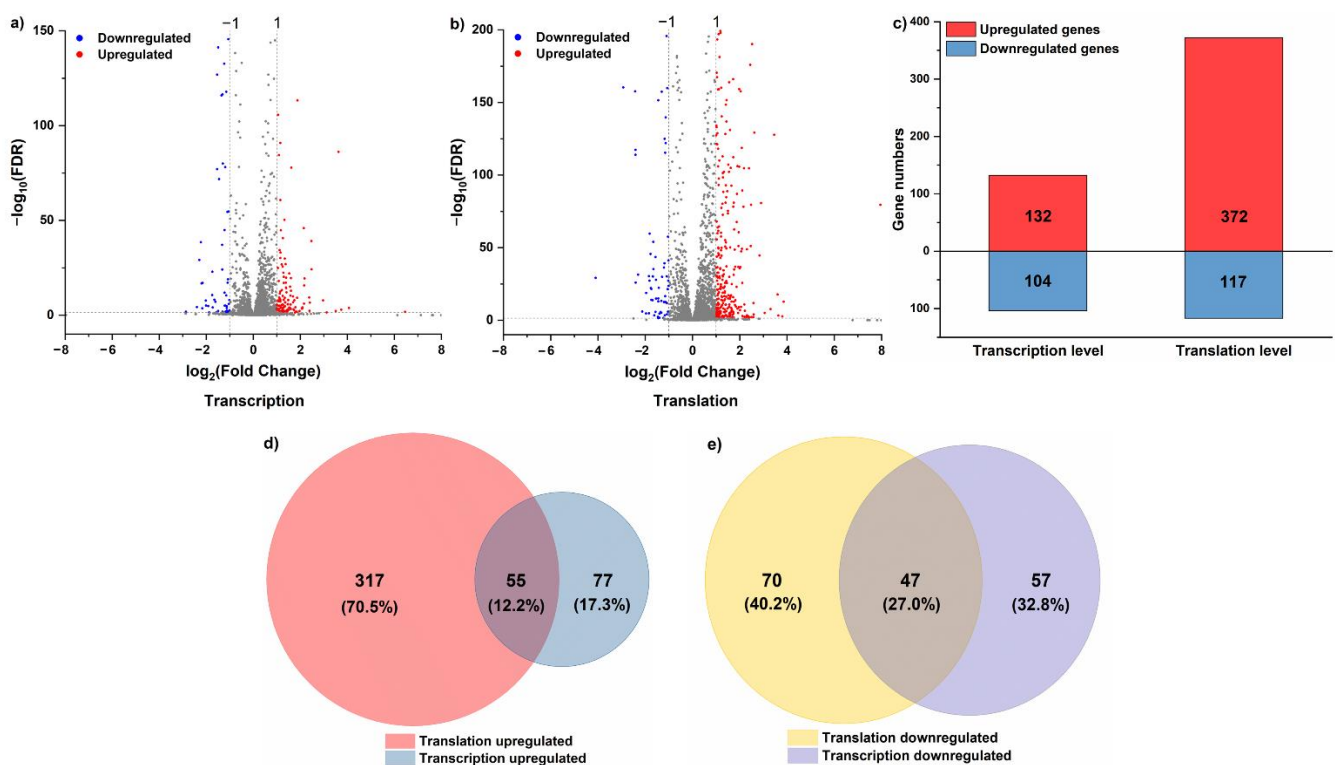 a)
−1 1
Downregulated
Upregulated
150
100
50
0
−log10(FDR)
−8 −6 −4 −2 0 2 4 6 8
log2(Fold Change)
Transcription
b)
−1 1
Downregulated
Upregulated
200
150
100
50
0
−log10(FDR)
−8 −6 −4 −2 0 2 4 6 8
log2(Fold Change)
Translation
c)
Upregulated genes
Downregulated genes
400
300
200
100
0
100
Gene numbers
132
372
104
117
Transcription level
Translation level
d)
317
(70.5%)
55
(12.2%)
77
(17.3%)
Translation upregulated
Transcription upregulated
e)
70
(40.2%)
47
(27.0%)
57
(32.8%)
Translation downregulated
Transcription downregulated